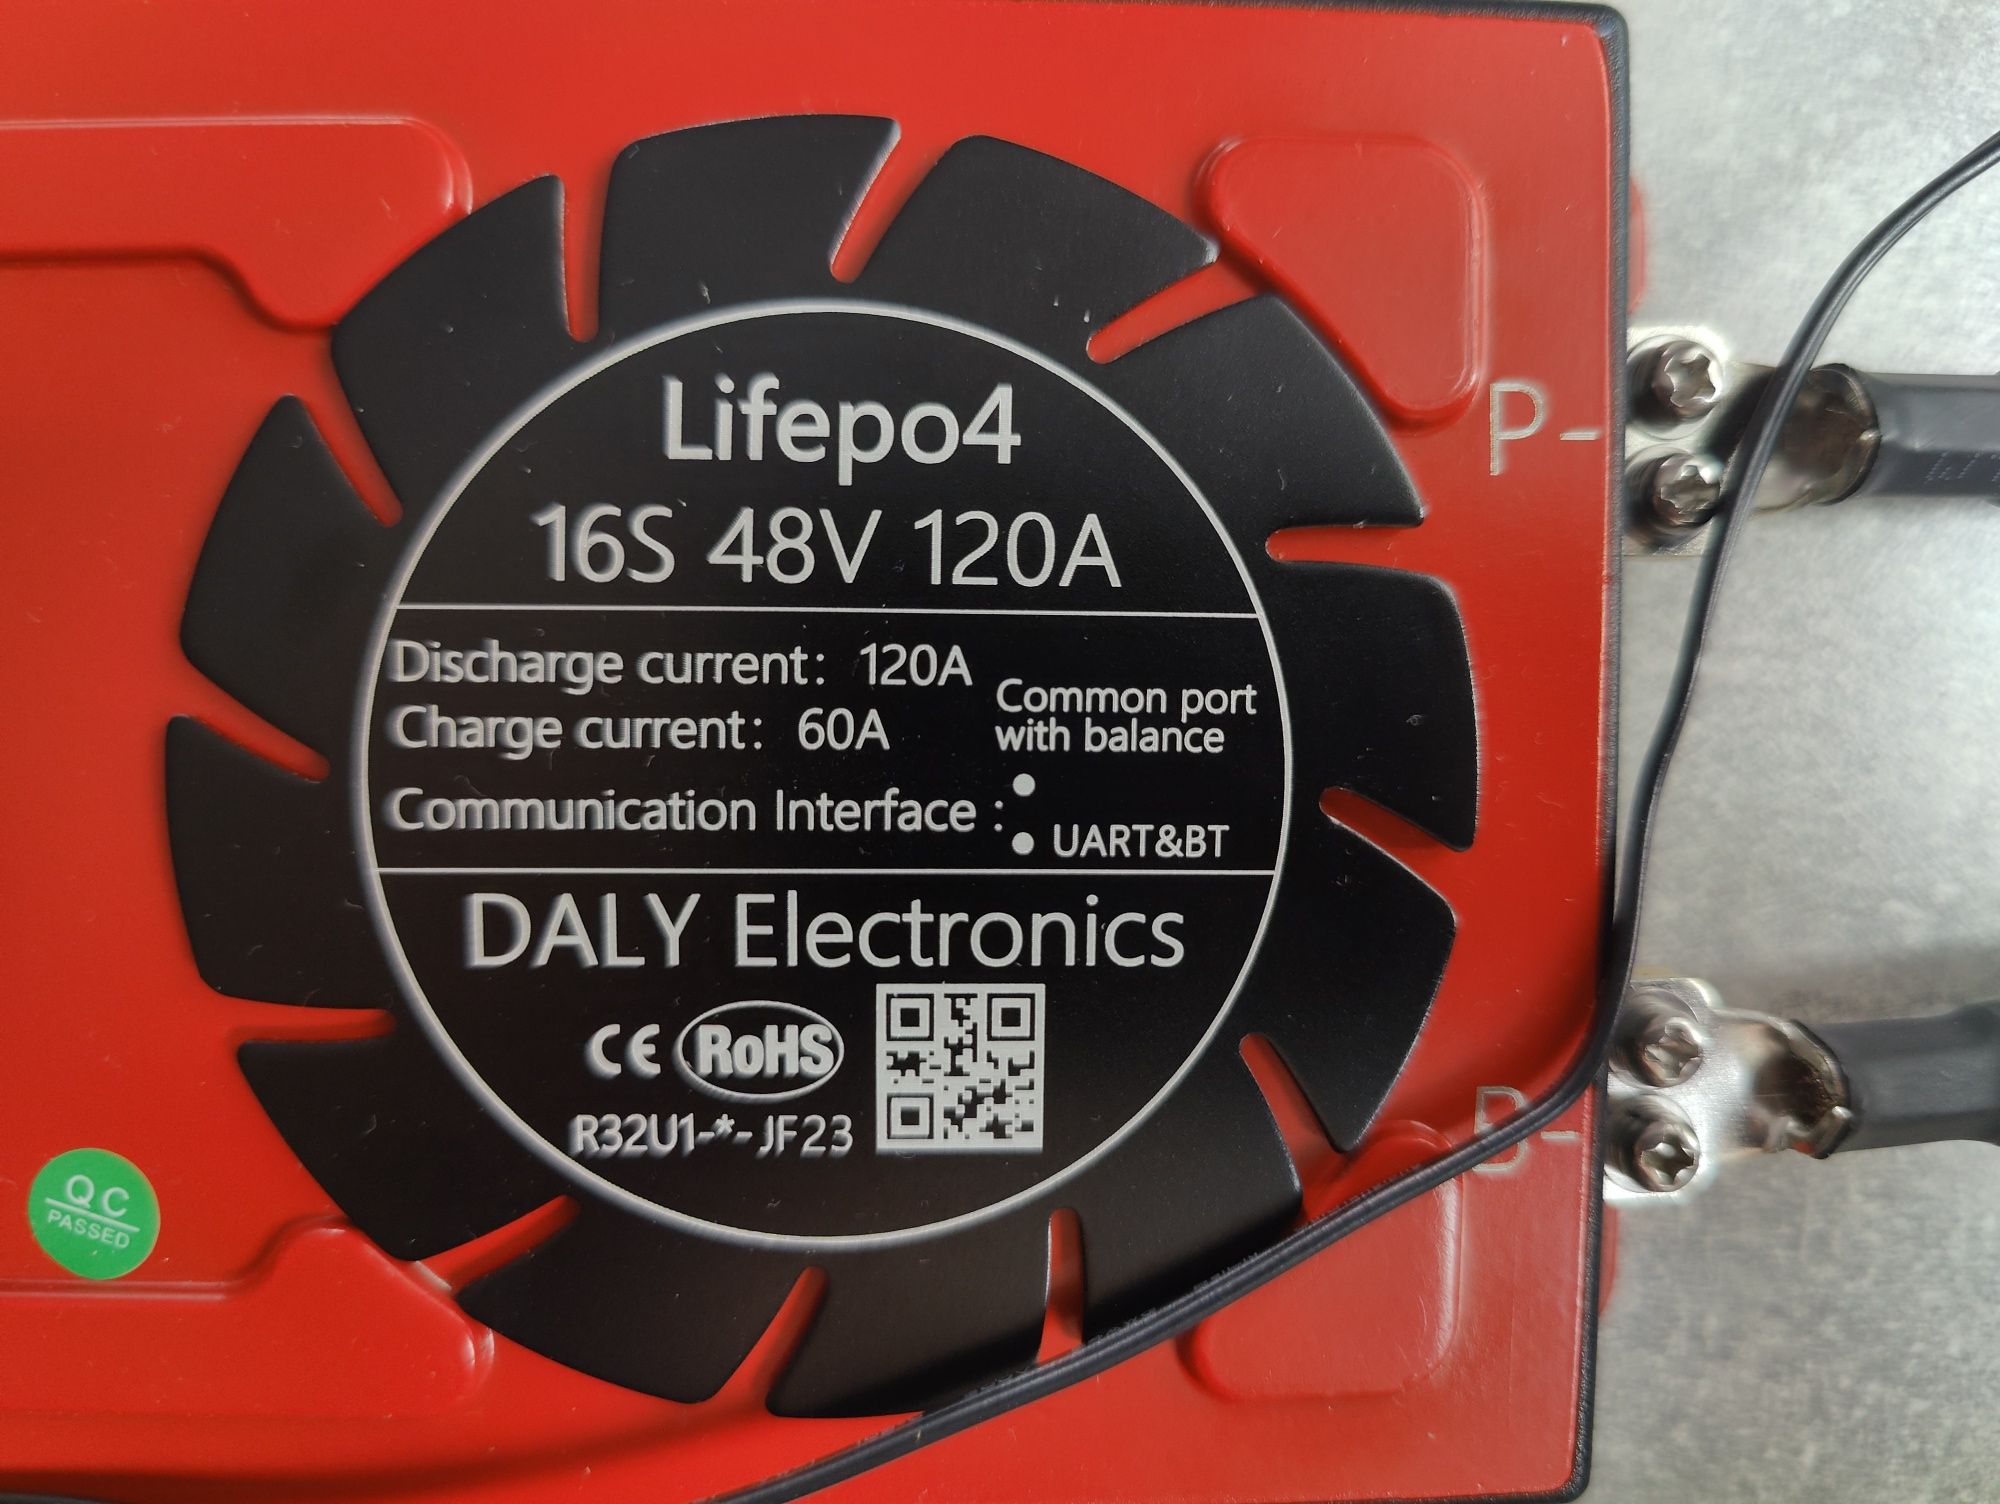 Lifepo4
16S 48V 120A
Discharge current: 120A
Charge current: 60A
Common port
with balance
Communication Interface :
UART&BT
DALY Electronics
CE RoHS
R32U1-*-JF23
QC
PASSED
P-
B-